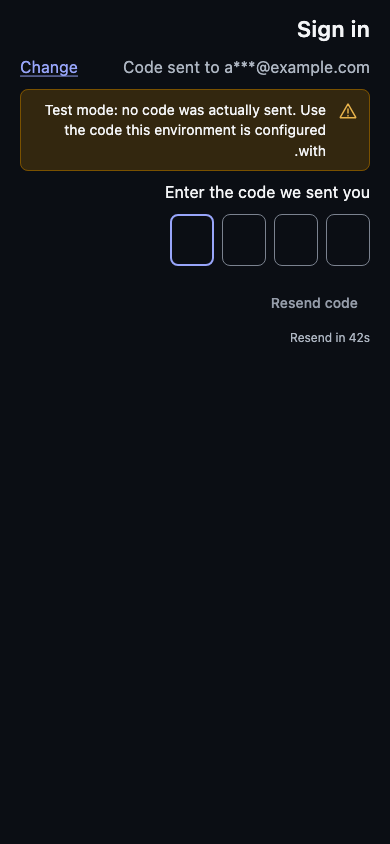 Sign in
Code sent to a***@example.com
Change
Test mode: no code was actually sent. Use
the code this environment is configured
.with
Enter the code we sent you
Resend code
Resend in 42s